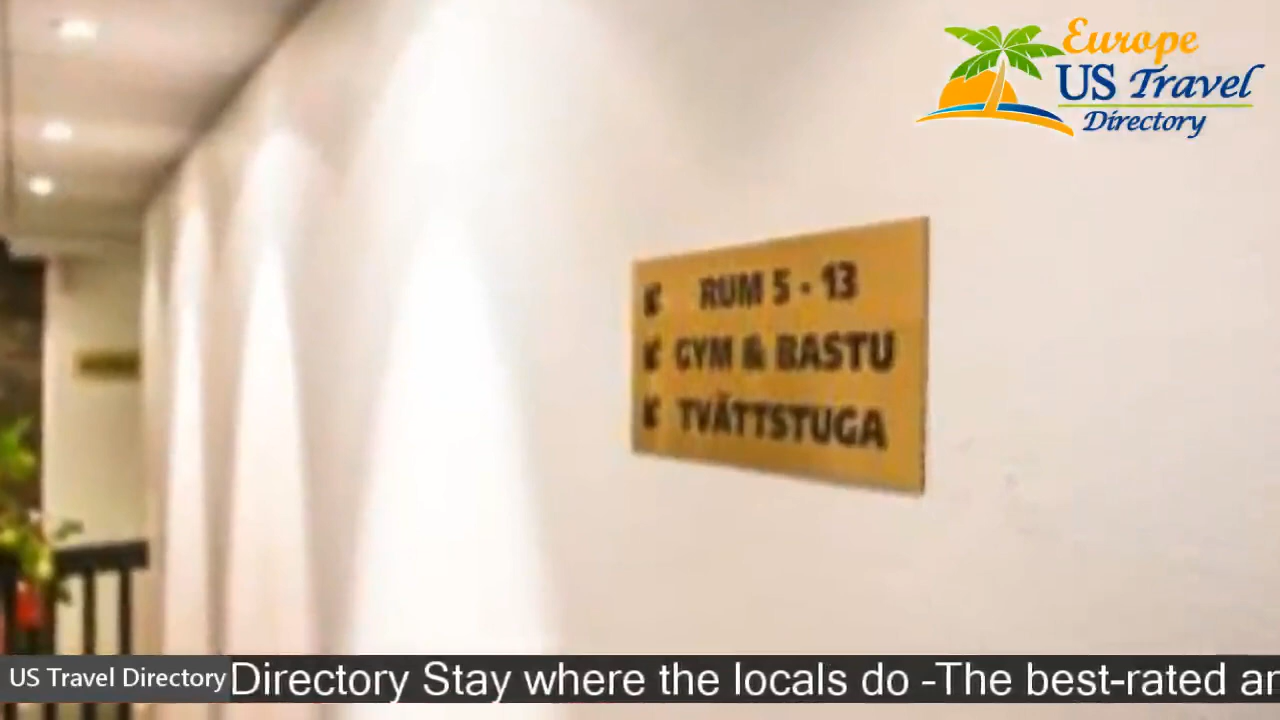 Europe
US Travel
Directory
RUM 5 - 13
GYM & BASTU
TVÄTTSTUGA
US Travel Directory
Directory Stay where the locals do -The best-rated